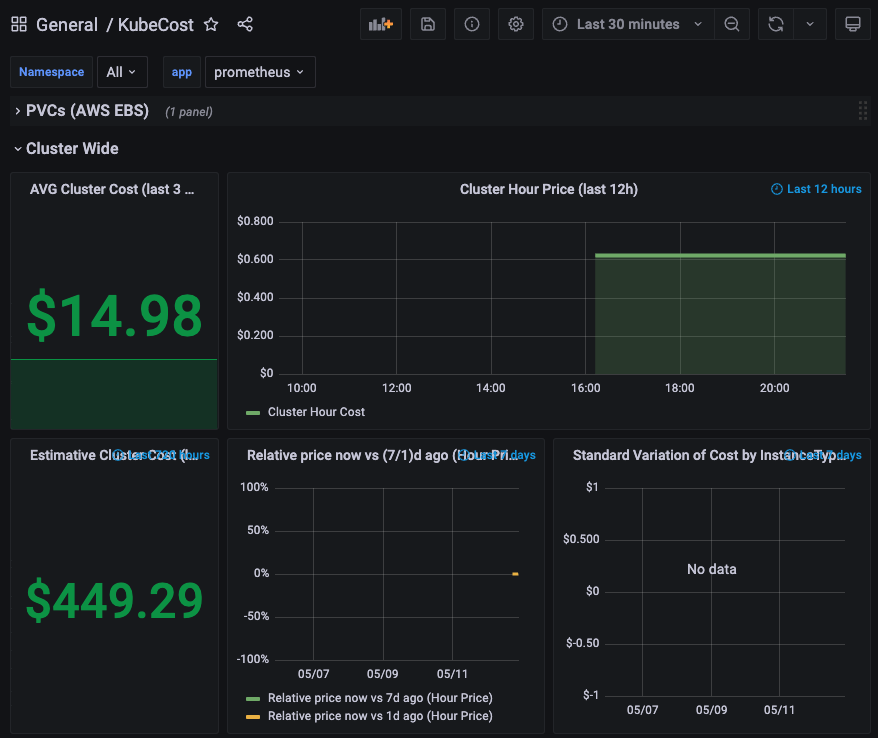 General / KubeCost
Last 30 minutes
Namespace
All
app
prometheus
PVCs (AWS EBS) (1 panel)
Cluster Wide
AVG Cluster Cost (last 3 ...
$14.98
Cluster Hour Price (last 12h)
Last 12 hours
$0.800
$0.600
$0.400
$0.200
$0
10:00 12:00 14:00 16:00 18:00 20:00
Cluster Hour Cost
Estimative Cluster Cost (l...
hours
$449.29
Relative price now vs (7/1)d ago (Hour Pri...
days
100%
50%
0%
-50%
-100%
05/07 05/09 05/11
Relative price now vs 7d ago (Hour Price)
Relative price now vs 1d ago (Hour Price)
Standard Variation of Cost by InstanceTyp...
days
$1
$0.500
$0
$-0.50
$-1
No data
05/07 05/09 05/11